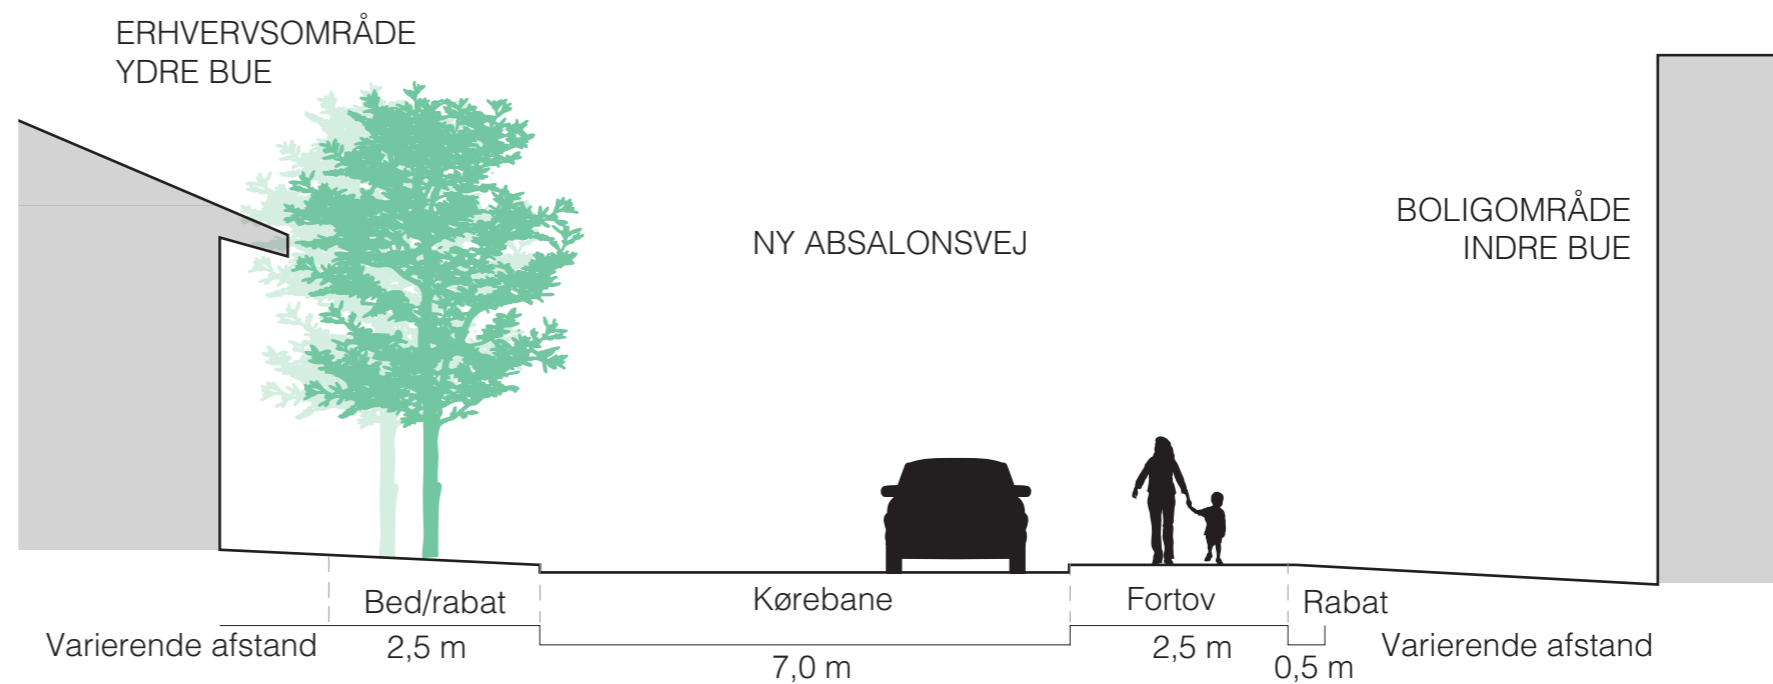 ERHVERVSOMRÅDE
YDRE BUE
BOLIGOMRÅDE
INDRE BUE
NY ABSALONSVEJ
Bed/rabat
Kørebane
Fortov
Rabat
Varierende afstand
2,5 m
7,0 m
2,5 m
0,5 m
Varierende afstand